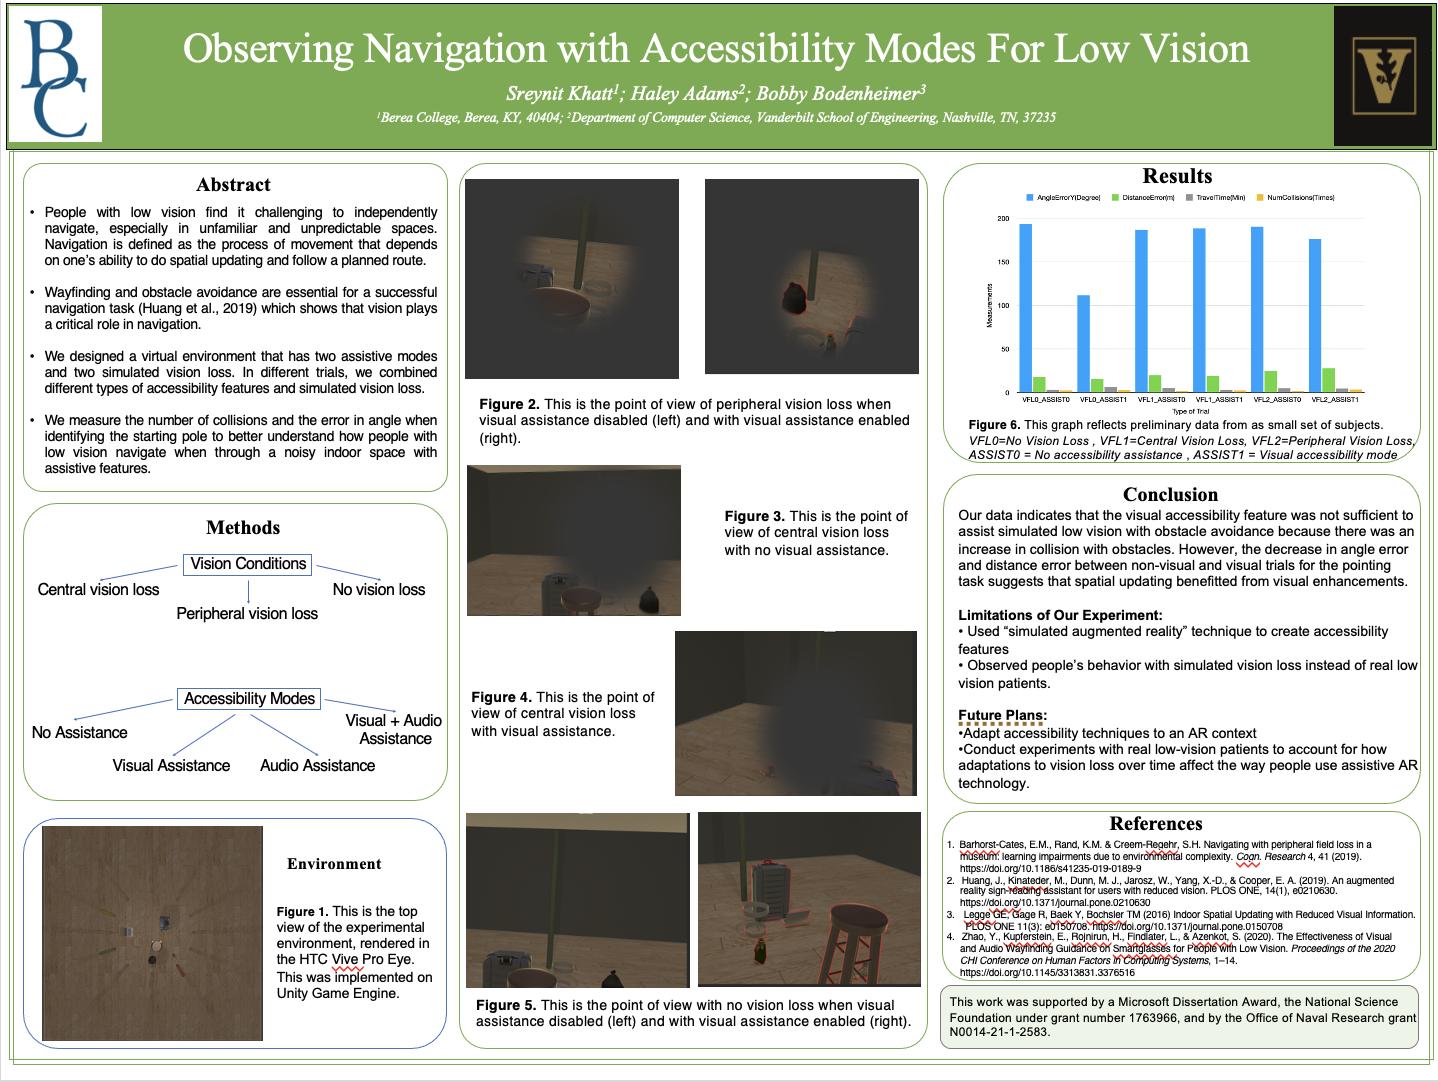 BC
Observing Navigation with Accessibility Modes For Low Vision
Sreynit Khatt1; Haley Adams2; Bobby Bodenheimer3
1Berea College, Berea, KY, 40404; 2Department of Computer Science, Vanderbilt School of Engineering, Nashville, TN, 37235
V
Abstract
• People with low vision find it challenging to independently
navigate, especially in unfamiliar and unpredictable spaces.
Navigation is defined as the process of movement that depends
on one's ability to do spatial updating and follow a planned route.
• Wayfinding and obstacle avoidance are essential for a successful
navigation task (Huang et al., 2019) which shows that vision plays
a critical role in navigation.
• We designed a virtual environment that has two assistive modes
and two simulated vision loss. In different trials, we combined
different types of accessibility features and simulated vision loss.
• We measure the number of collisions and the error in angle when
identifying the starting pole to better understand how people with
low vision navigate when through a noisy indoor space with
assistive features.
Methods
Vision Conditions
Central vision loss
No vision loss
Peripheral vision loss
Accessibility Modes
No Assistance
Visual + Audio
Assistance
Visual Assistance
Audio Assistance
Environment
Figure 1. This is the top
view of the experimental
environment, rendered in
the HTC Vive Pro Eye.
This was implemented on
Unity Game Engine.
Figure 2. This is the point of view of peripheral vision loss when
visual assistance disabled (left) and with visual assistance enabled
(right).
Figure 3. This is the point of
view of central vision loss
with no visual assistance.
Figure 4. This is the point of
view of central vision loss
with visual assistance.
Figure 5. This is the point of view with no vision loss when visual
assistance disabled (left) and with visual assistance enabled (right).
Results
AngleErrorY(Degree) DistanceError(m) TravelTime(Min) NumCollisions(Times)
200
150
100
50
0
Measurements
VFL0_ASSIST0 VFL0_ASSIST1 VFL1_ASSIST0 VFL1_ASSIST1 VFL2_ASSIST0 VFL2_ASSIST1
Type of Trial
Figure 6. This graph reflects preliminary data from as small set of subjects.
VFL0=No Vision Loss , VFL1=Central Vision Loss, VFL2=Peripheral Vision Loss,
ASSIST0 = No accessibility assistance , ASSIST1 = Visual accessibility mode
Conclusion
Our data indicates that the visual accessibility feature was not sufficient to
assist simulated low vision with obstacle avoidance because there was an
increase in collision with obstacles. However, the decrease in angle error
and distance error between non-visual and visual trials for the pointing
task suggests that spatial updating benefitted from visual enhancements.
Limitations of Our Experiment:
• Used “simulated augmented reality” technique to create accessibility
features
• Observed people's behavior with simulated vision loss instead of real low
vision patients.
Future Plans:
•Adapt accessibility techniques to an AR context
•Conduct experiments with real low-vision patients to account for how
adaptations to vision loss over time affect the way people use assistive AR
technology.
References
1. Barhorst-Cates, E.M., Rand, K.M. & Creem-Regehr, S.H. Navigating with peripheral field loss in a
museum: learning impairments due to environmental complexity. Cogn. Research 4, 41 (2019).
https://doi.org/10.1186/s41235-019-0189-9
2. Huang, J., Kinateder, M., Dunn, M. J., Jarosz, W., Yang, X.-D., & Cooper, E. A. (2019). An augmented
reality sign-reading assistant for users with reduced vision. PLOS ONE, 14(1), e0210630.
https://doi.org/10.1371/journal.pone.0210630
3. Legge GE, Gage R, Baek Y, Bochsler TM (2016) Indoor Spatial Updating with Reduced Visual Information.
PLOS ONE 11(3): e0150708. https://doi.org/10.1371/journal.pone.0150708
4. Zhao, Y., Kupferstein, E., Rojnirun, H., Findlater, L., & Azenkot, S. (2020). The Effectiveness of Visual
and Audio Wayfinding Guidance on Smartglasses for People with Low Vision. Proceedings of the 2020
CHI Conference on Human Factors in Computing Systems, 1–14.
https://doi.org/10.1145/3313831.3376516
This work was supported by a Microsoft Dissertation Award, the National Science
Foundation under grant number 1763966, and by the Office of Naval Research grant
N0014-21-1-2583.